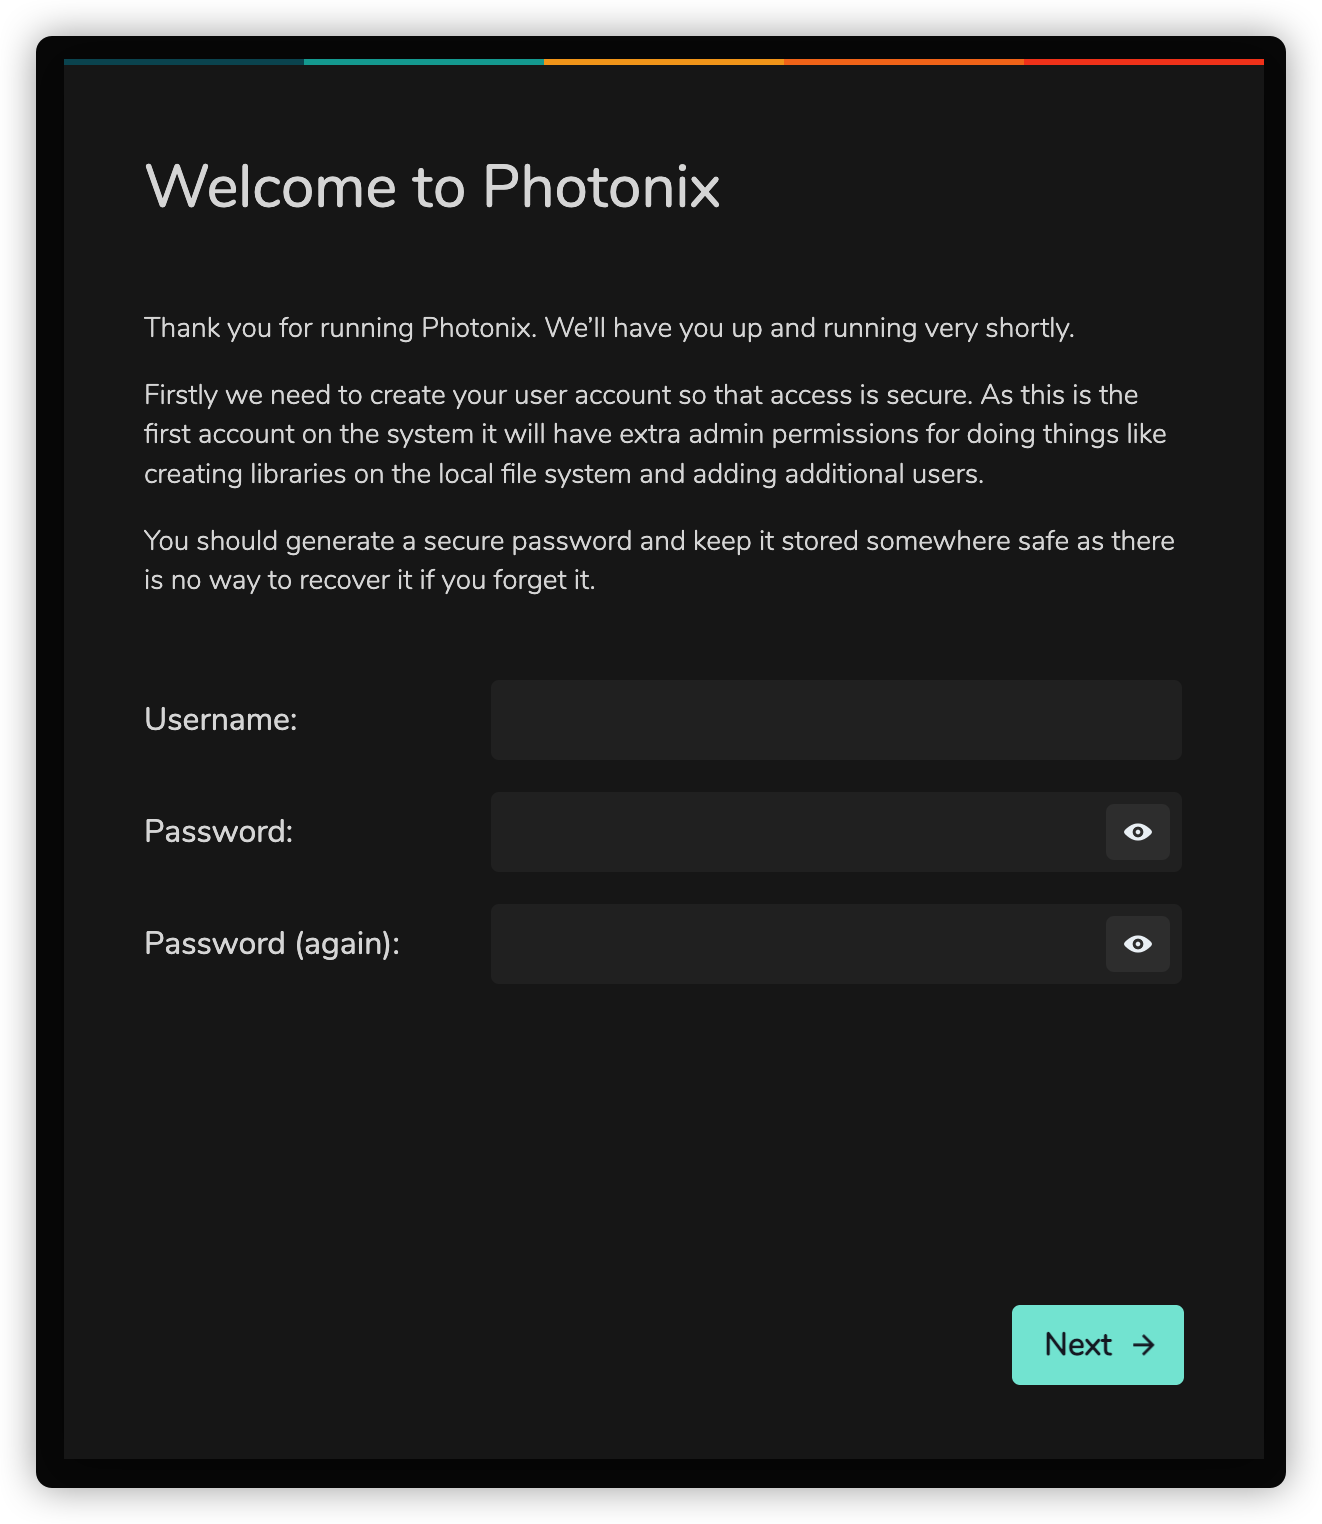 Welcome to Photonix
Thank you for running Photonix. We’ll have you up and running very shortly.
Firstly we need to create your user account so that access is secure. As this is the
first account on the system it will have extra admin permissions for doing things like
creating libraries on the local file system and adding additional users.
You should generate a secure password and keep it stored somewhere safe as there
is no way to recover it if you forget it.
Username:
Password:
Password (again):
Next →